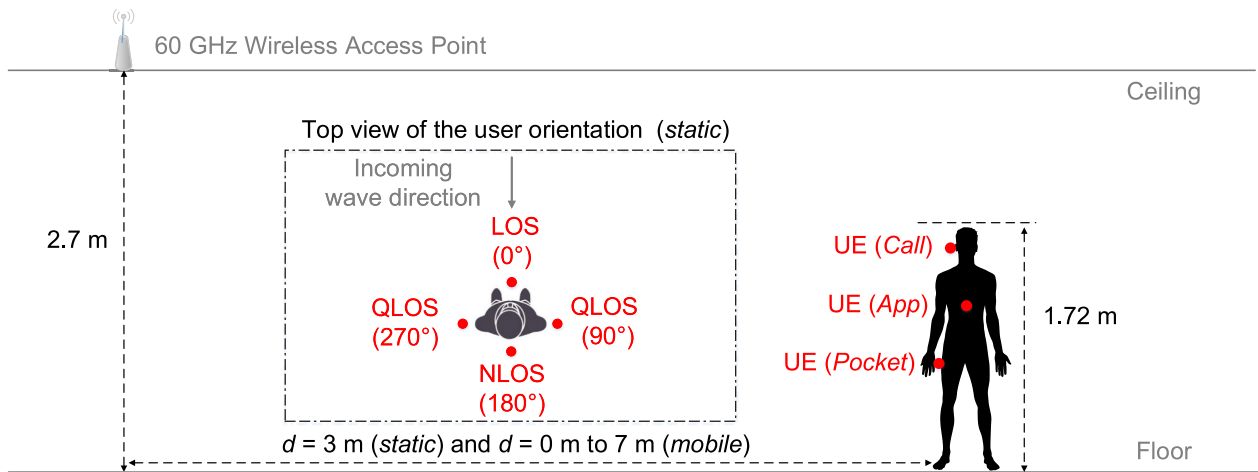 60 GHz Wireless Access Point
Ceiling
Top view of the user orientation (static)
Incoming
wave direction
LOS
(0°)
2.7 m
UE (Call)
QLOS
(270°)
QLOS
(90°)
UE (App)
1.72 m
UE (Pocket)
NLOS
(180°)
d = 3 m (static) and d = 0 m to 7 m (mobile)
Floor